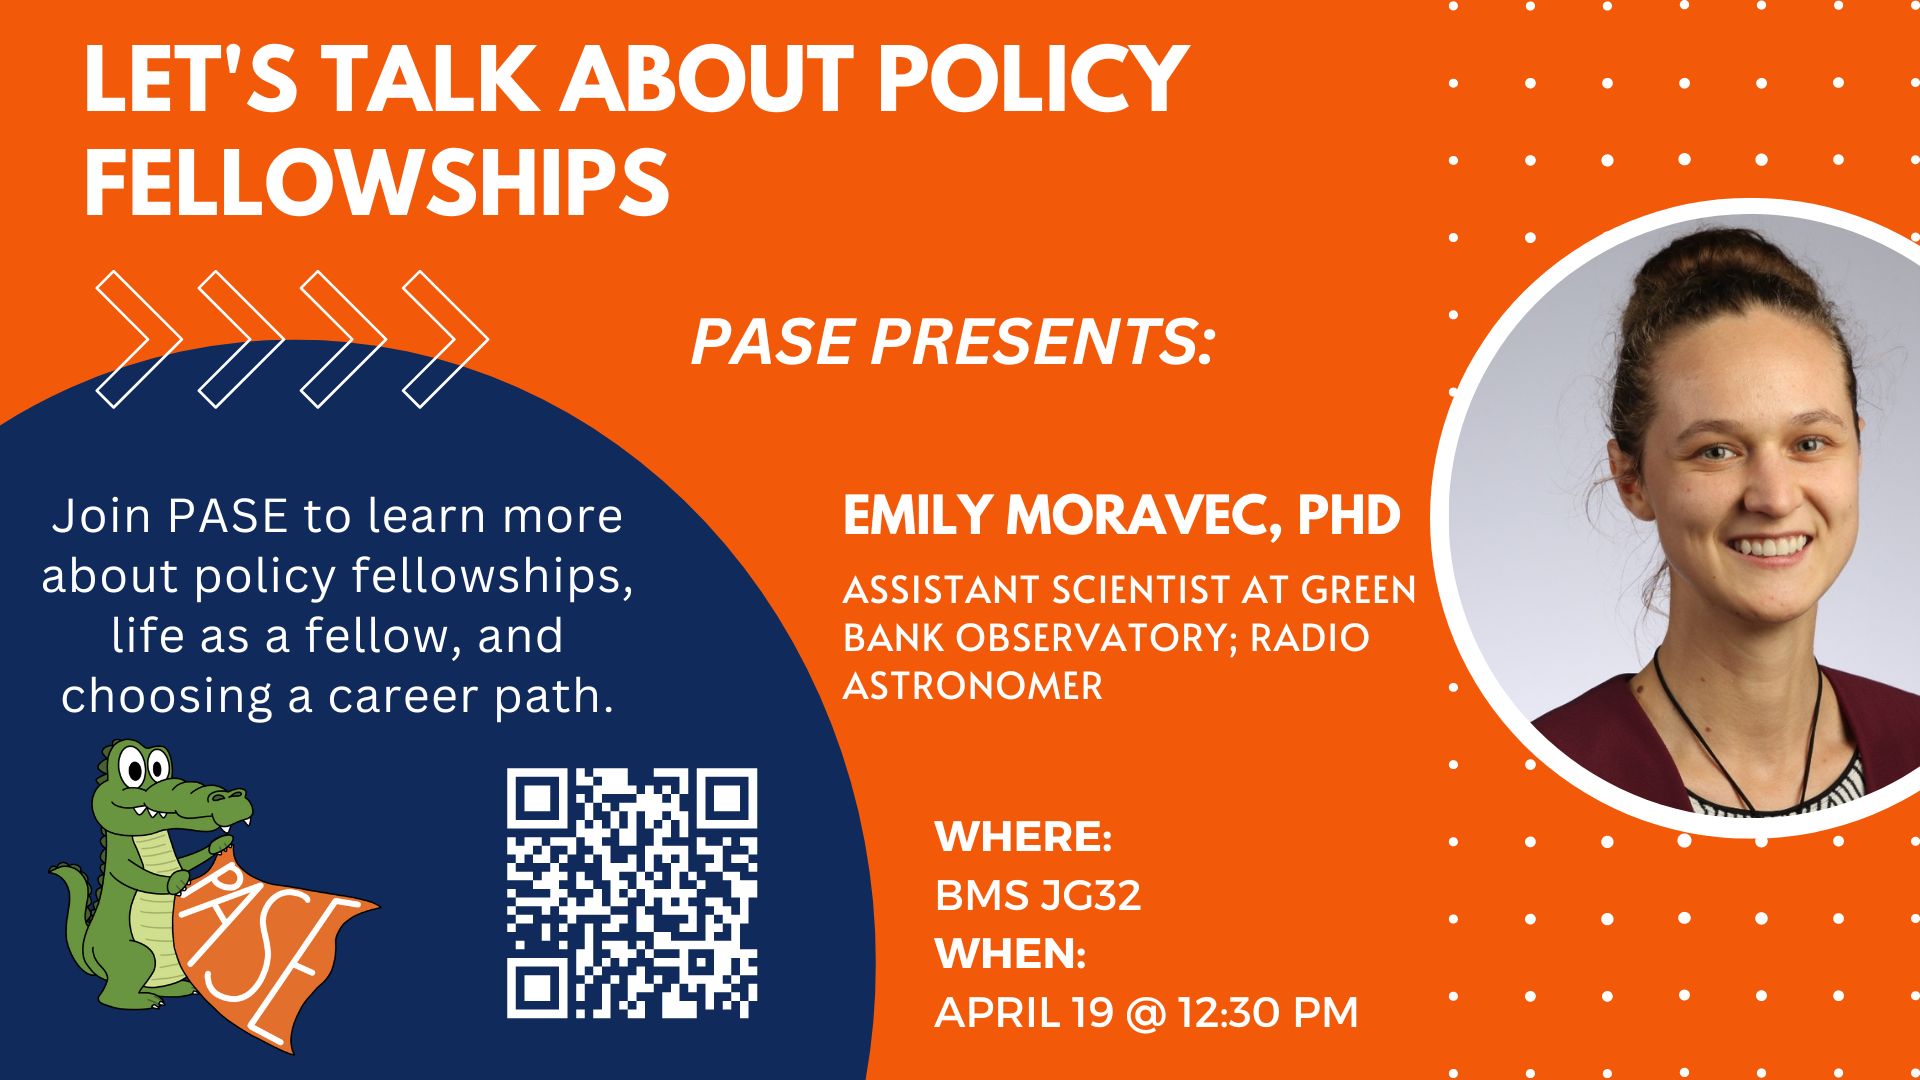 LET'S TALK ABOUT POLICY
FELLOWSHIPS
PASE PRESENTS:
Join PASE to learn more
about policy fellowships,
life as a fellow, and
choosing a career path.
PASE
EMILY MORAVEC, PHD
ASSISTANT SCIENTIST AT GREEN
BANK OBSERVATORY; RADIO
ASTRONOMER
WHERE:
BMS JG32
WHEN:
APRIL 19 @ 12:30 PM